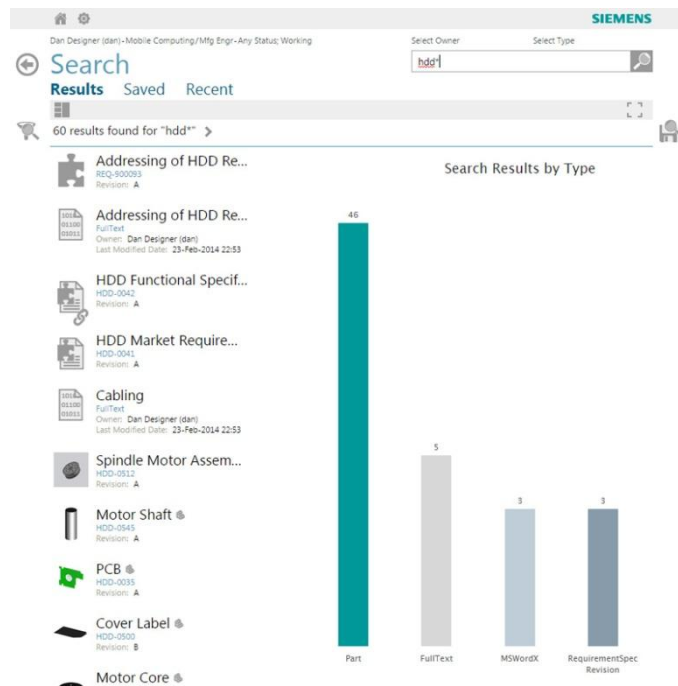 SIEMENS
Dan Designer (dan)-Mobile Computing/Mfg Engr-Any Status; Working
Select Owner
Select Type
Search
hdd*
Results Saved Recent
60 results found for "hdd*" >
Addressing of HDD Re...
REQ-900093
Revision: A
Addressing of HDD Re...
FullText
Owner: Dan Designer (dan)
Last Modified Date: 23-Feb-2014 22:53
HDD Functional Specif...
HDD-0042
Revision: A
HDD Market Require...
HDD-0041
Revision: A
Cabling
FullText
Owner: Dan Designer (dan)
Last Modified Date: 23-Feb-2014 22:53
Spindle Motor Assem...
HDD-0512
Revision: A
Motor Shaft
HDD-0545
Revision: A
PCB
HDD-0035
Revision: A
Cover Label
HDD-0500
Revision: B
Motor Core
Search Results by Type
46
5
3
3
Part
FullText
MSWordX
RequirementSpec
Revision